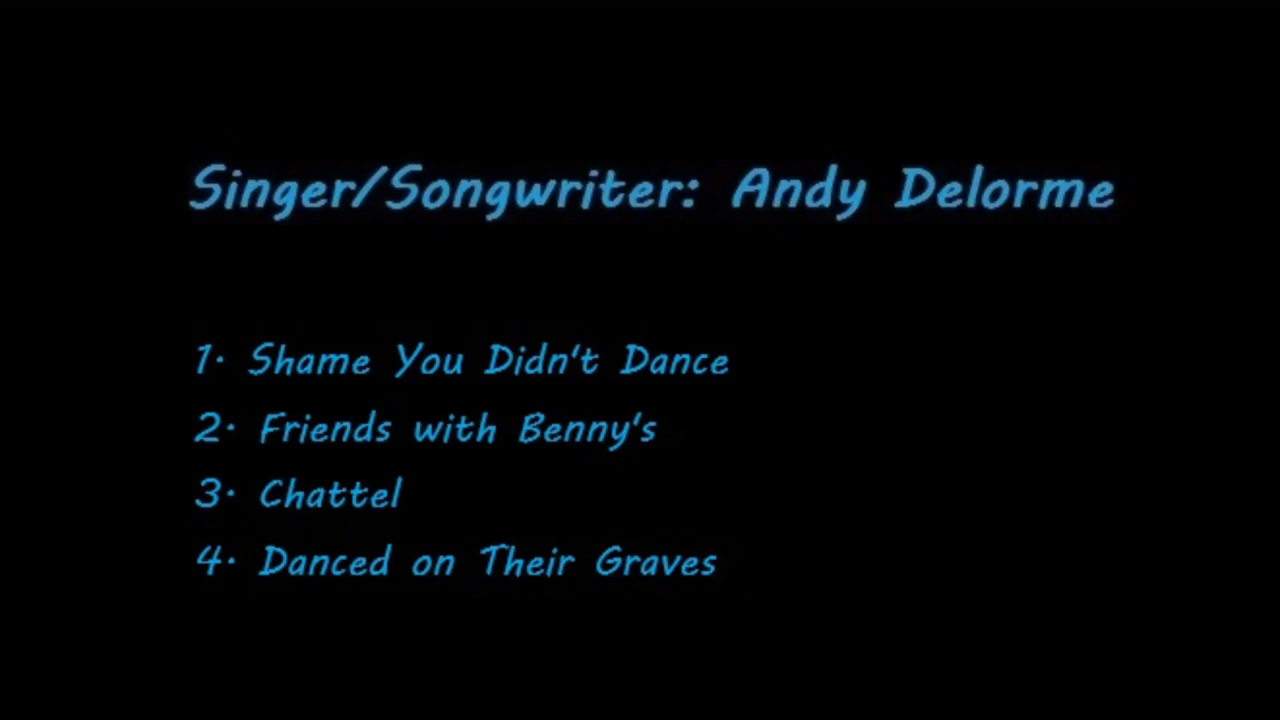 Singer/Songwriter: Andy Delorme
1. Shame You Didn't Dance
2. Friends with Benny's
3. Chattel
4. Danced on Their Graves